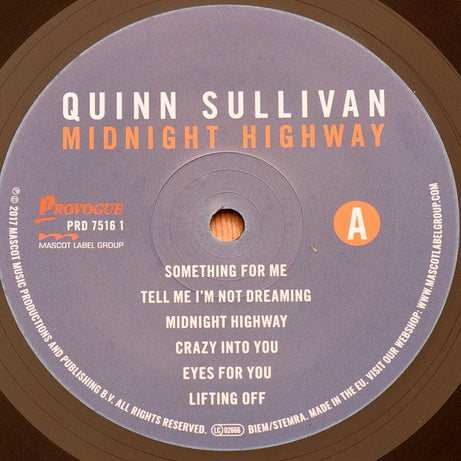 QUINN SULLIVAN
MIDNIGHT HIGHWAY
PROVOGUE
PRD 7516 1
MASCOT LABEL GROUP
A
SOMETHING FOR ME
TELL ME I'M NOT DREAMING
MIDNIGHT HIGHWAY
CRAZY INTO YOU
EYES FOR YOU
LIFTING OFF
℗ © 2017 MASCOT MUSIC PRODUCTIONS AND PUBLISHING B.V. ALL RIGHTS RESERVED. LC 02666 BIEM/STEMRA. MADE IN THE EU. VISIT OUR WEBSHOP: WWW.MASCOTLABELGROUP.COM